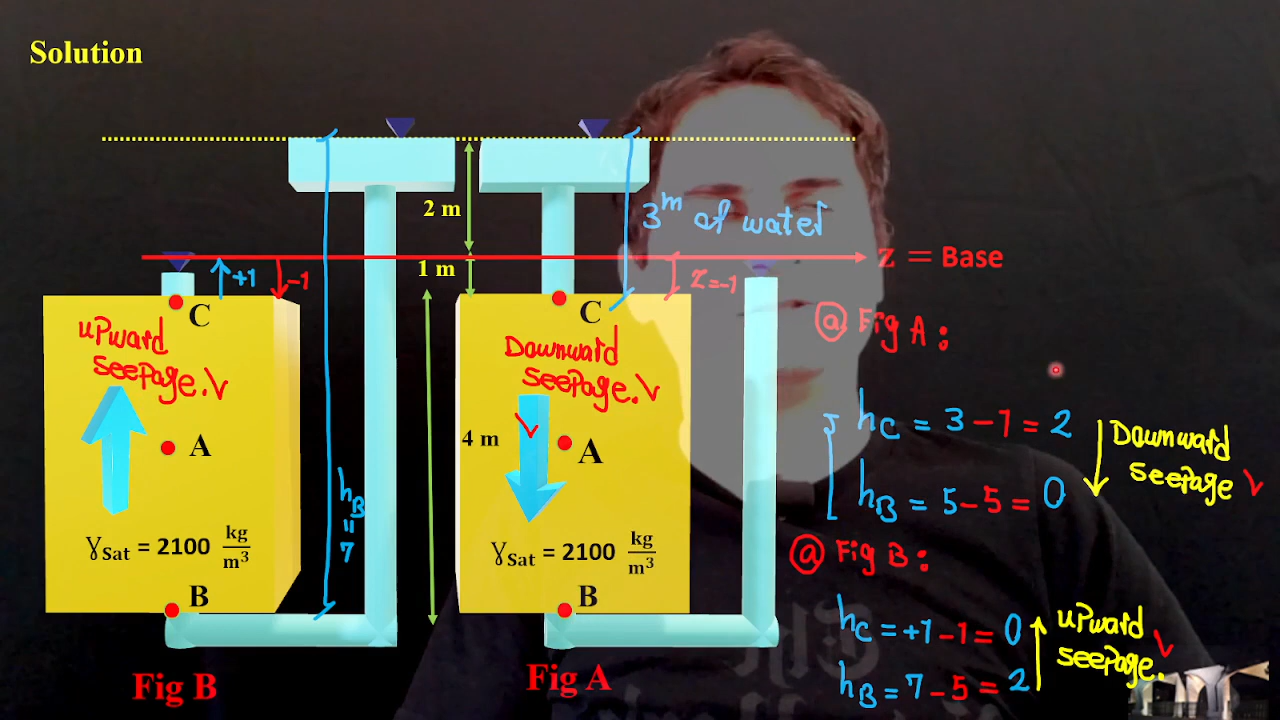 Solution
2 m
3ᵐ of water
z = Base
1 m
+1
-1
z=-1
C
C
upward
seepage.
Downward
seepage.
@ Fig A:
hC = 3-1 = 2
Downward
seepage
hB = 5-5 = 0
A
4 m
A
hB
=
7
γSat = 2100 kg/m³
γSat = 2100 kg/m³
@ Fig B:
B
B
hC = +1-1 = 0
upward
seepage.
hB = 7-5 = 2
Fig B
Fig A